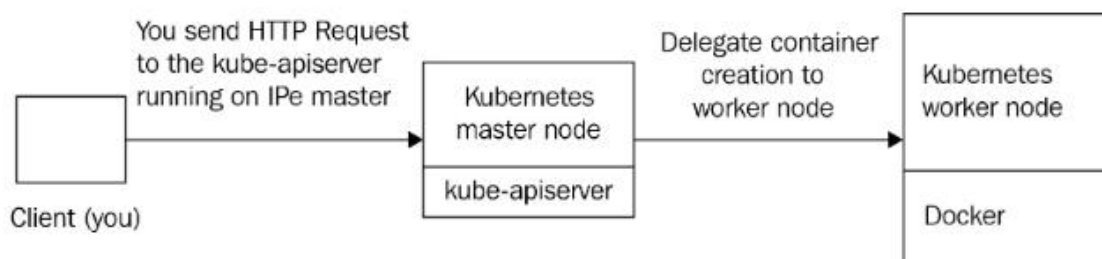 You send HTTP Request
to the kube-apiserver
running on IPe master
Client (you)
Kubernetes
master node
kube-apiserver
Delegate container
creation to
worker node
Kubernetes
worker node
Docker